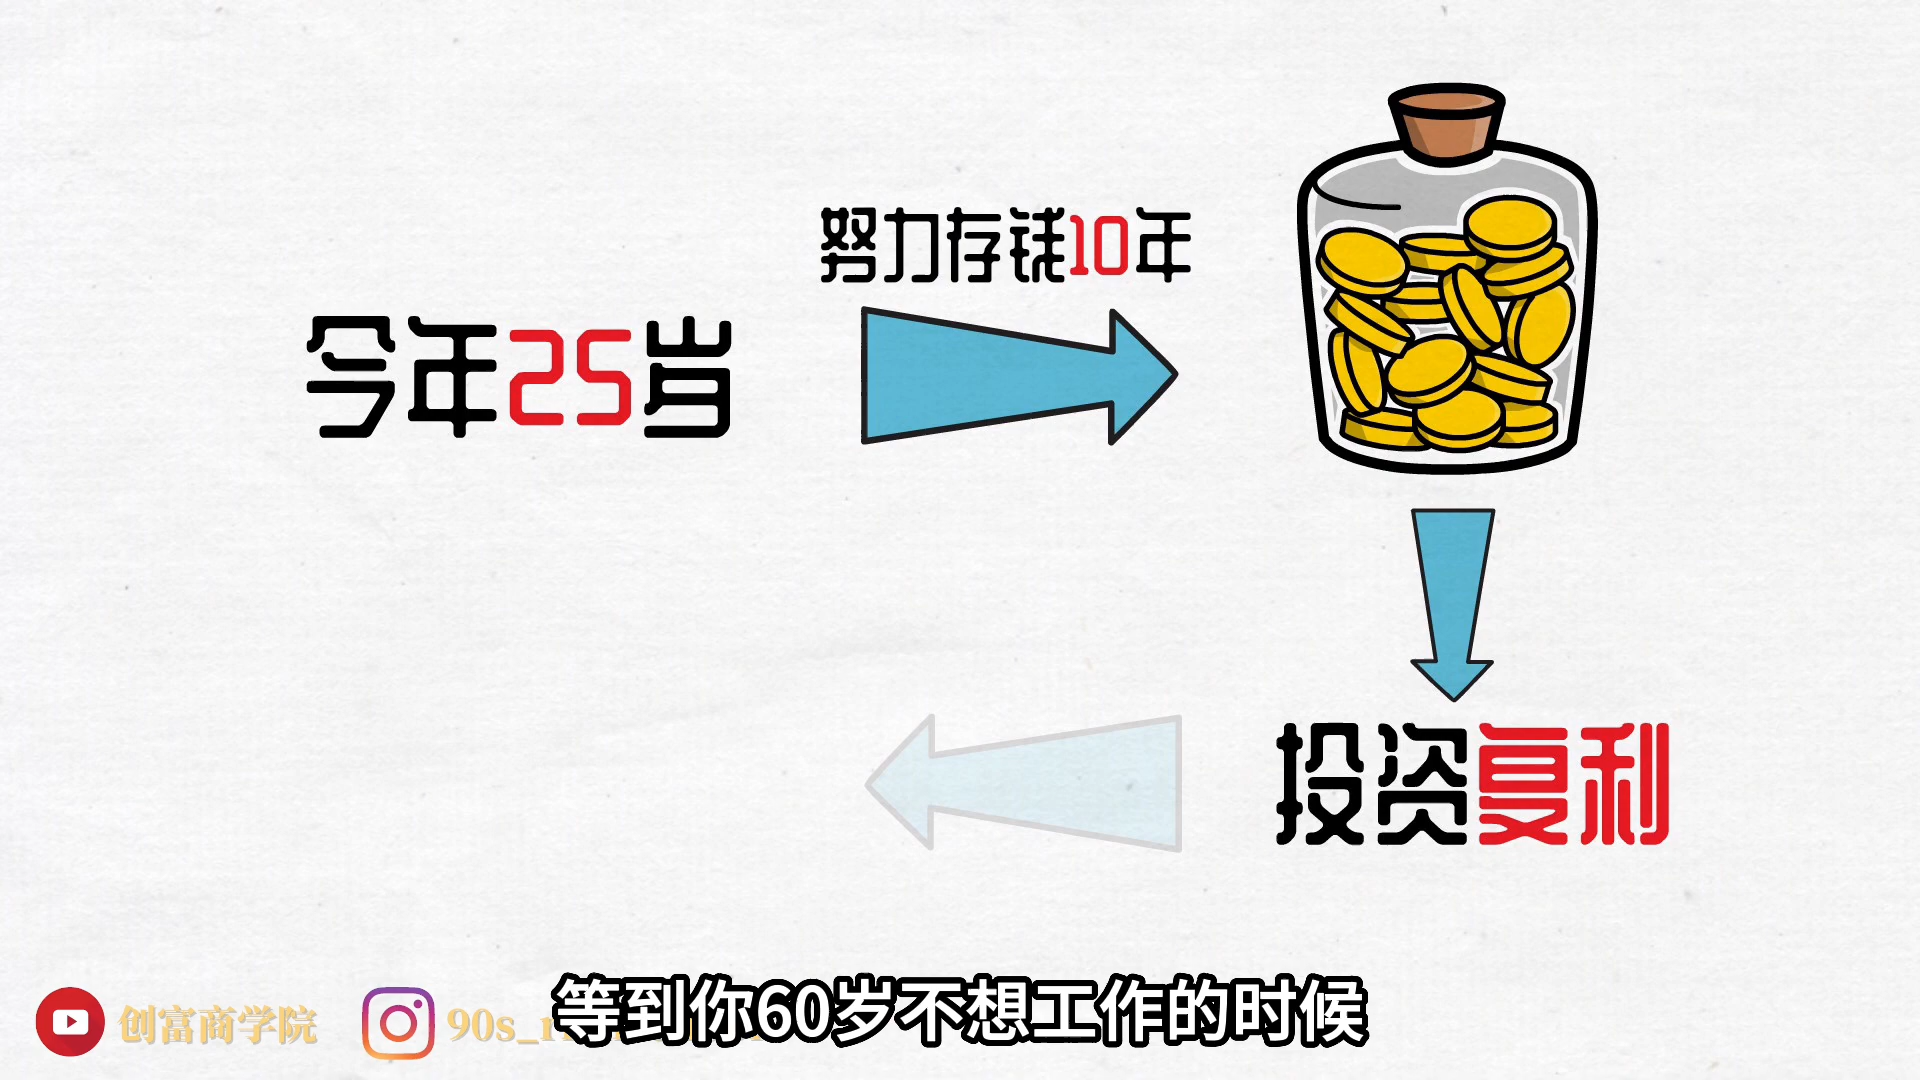 努力存钱10年
今年25岁
投资复利
等到你60岁不想工作的时候
创富商学院
90s_